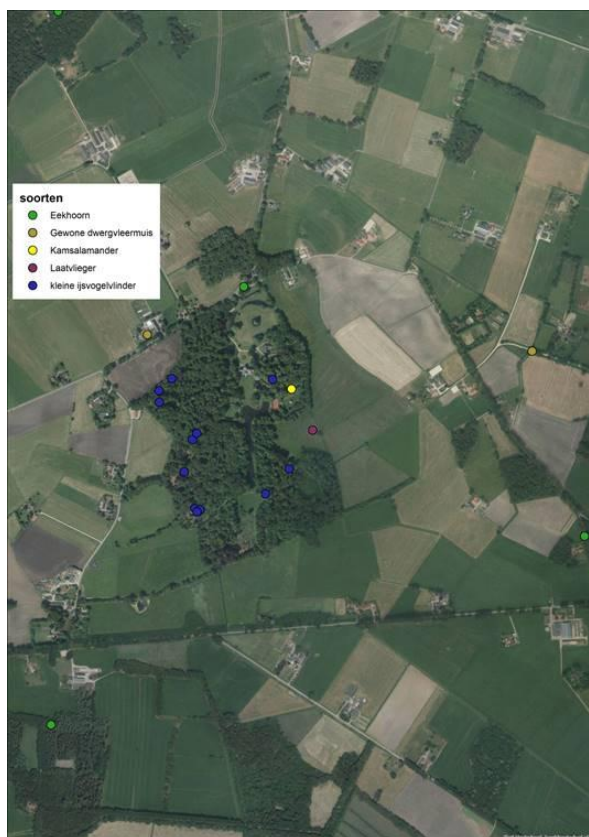 soorten
Eekhoorn
Gewone dwergvleermuis
Kamsalamander
Laatvlieger
kleine ijsvogelvlinder